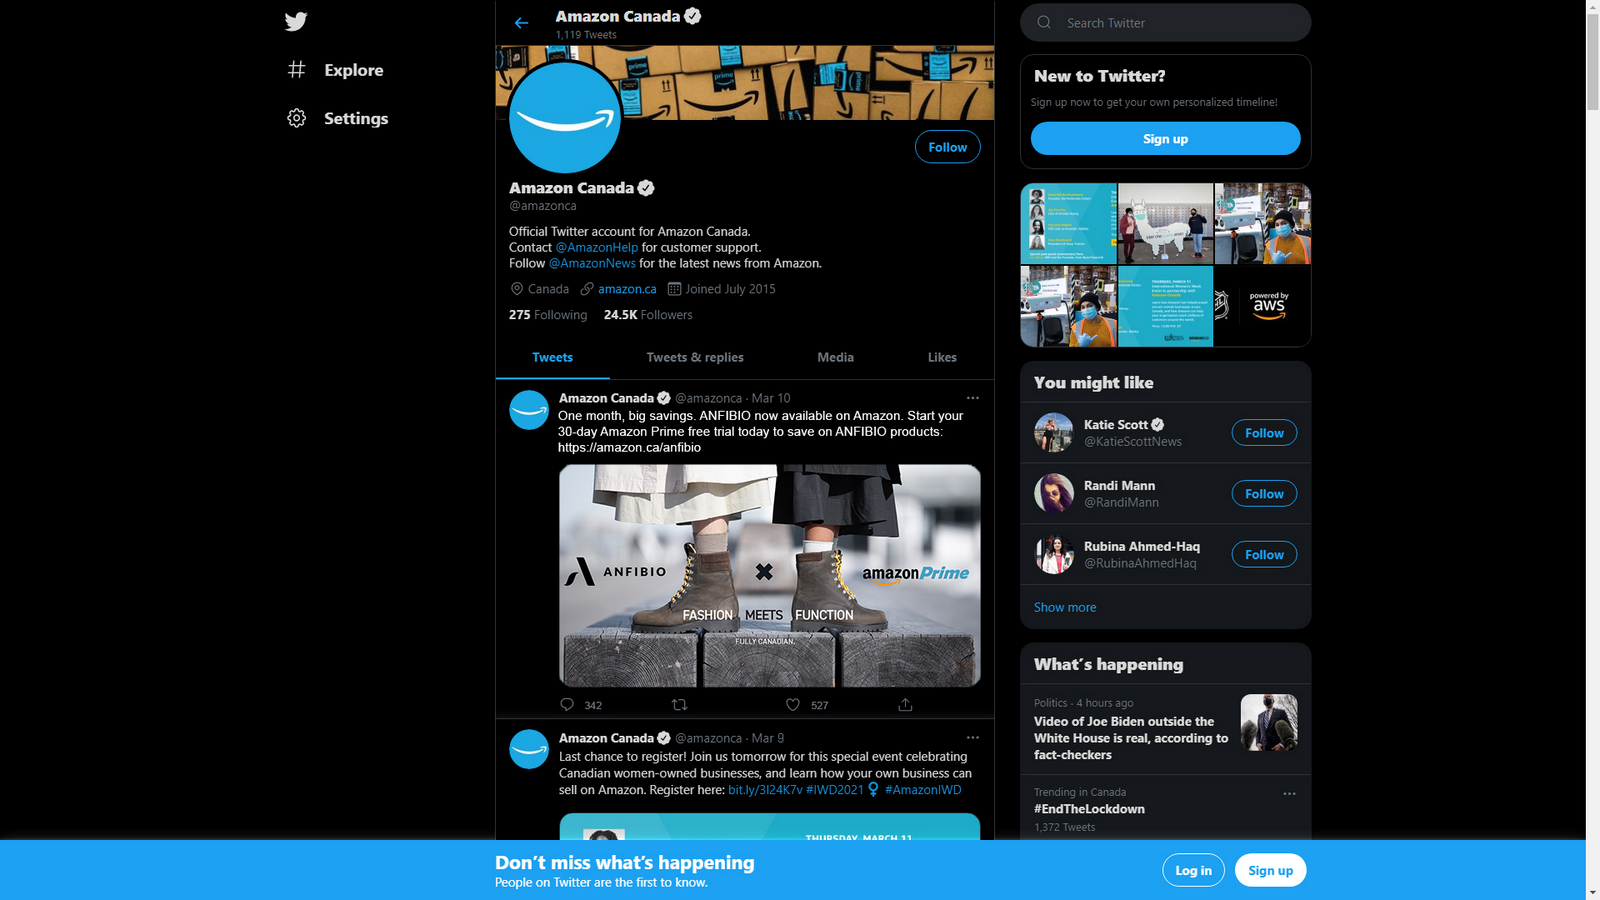 Explore
Settings
Amazon Canada
1,119 Tweets
prime
Follow
Amazon Canada
@amazonca
Official Twitter account for Amazon Canada.
Contact @AmazonHelp for customer support.
Follow @AmazonNews for the latest news from Amazon.
Canada amazon.ca Joined July 2015
275 Following 24.5K Followers
Tweets Tweets & replies Media Likes
Amazon Canada @amazonca · Mar 10
One month, big savings. ANFIBIO now available on Amazon. Start your
30-day Amazon Prime free trial today to save on ANFIBIO products:
https://amazon.ca/anfibio
ANFIBIO
amazonPrime
FASHION MEETS FUNCTION
FULLY CANADIAN.
342 527
Amazon Canada @amazonca · Mar 9
Last chance to register! Join us tomorrow for this special event celebrating
Canadian women-owned businesses, and learn how your own business can
sell on Amazon. Register here: bit.ly/3l24K7v #IWD2021 #AmazonIWD
THURSDAY, MARCH 11
Search Twitter
New to Twitter?
Sign up now to get your own personalized timeline!
Sign up
THURSDAY, MARCH 11
powered by
aws
You might like
Katie Scott
@KatieScottNews
Follow
Randi Mann
@RandiMann
Follow
Rubina Ahmed-Haq
@RubinaAhmedHaq
Follow
Show more
What's happening
Politics · 4 hours ago
Video of Joe Biden outside the
White House is real, according to
fact-checkers
Trending in Canada
#EndTheLockdown
1,372 Tweets
Don't miss what's happening
People on Twitter are the first to know.
Log in
Sign up